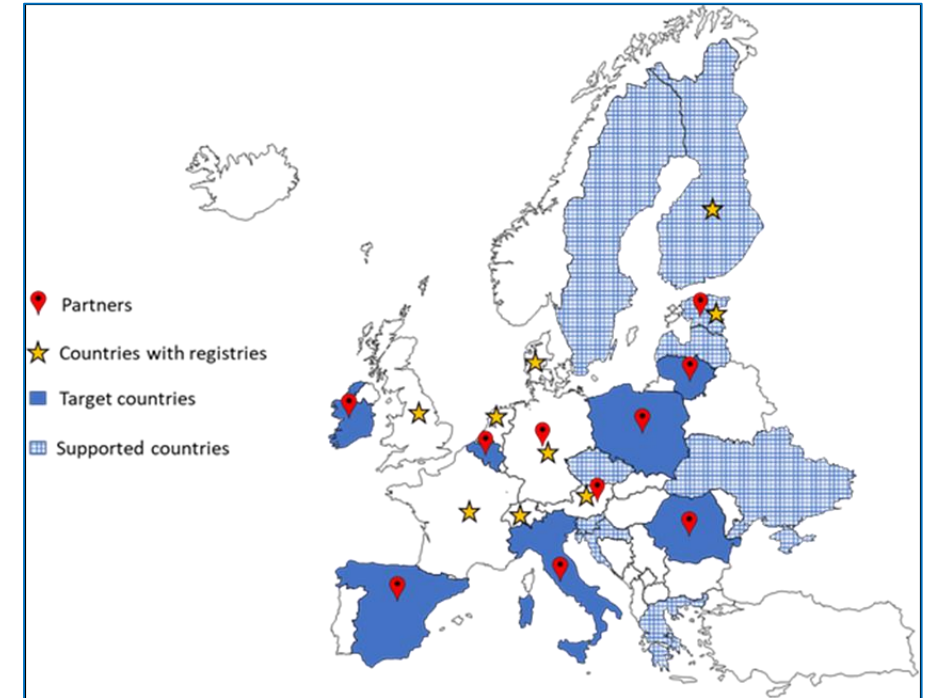 Partners
Countries with registries
Target countries
Supported countries